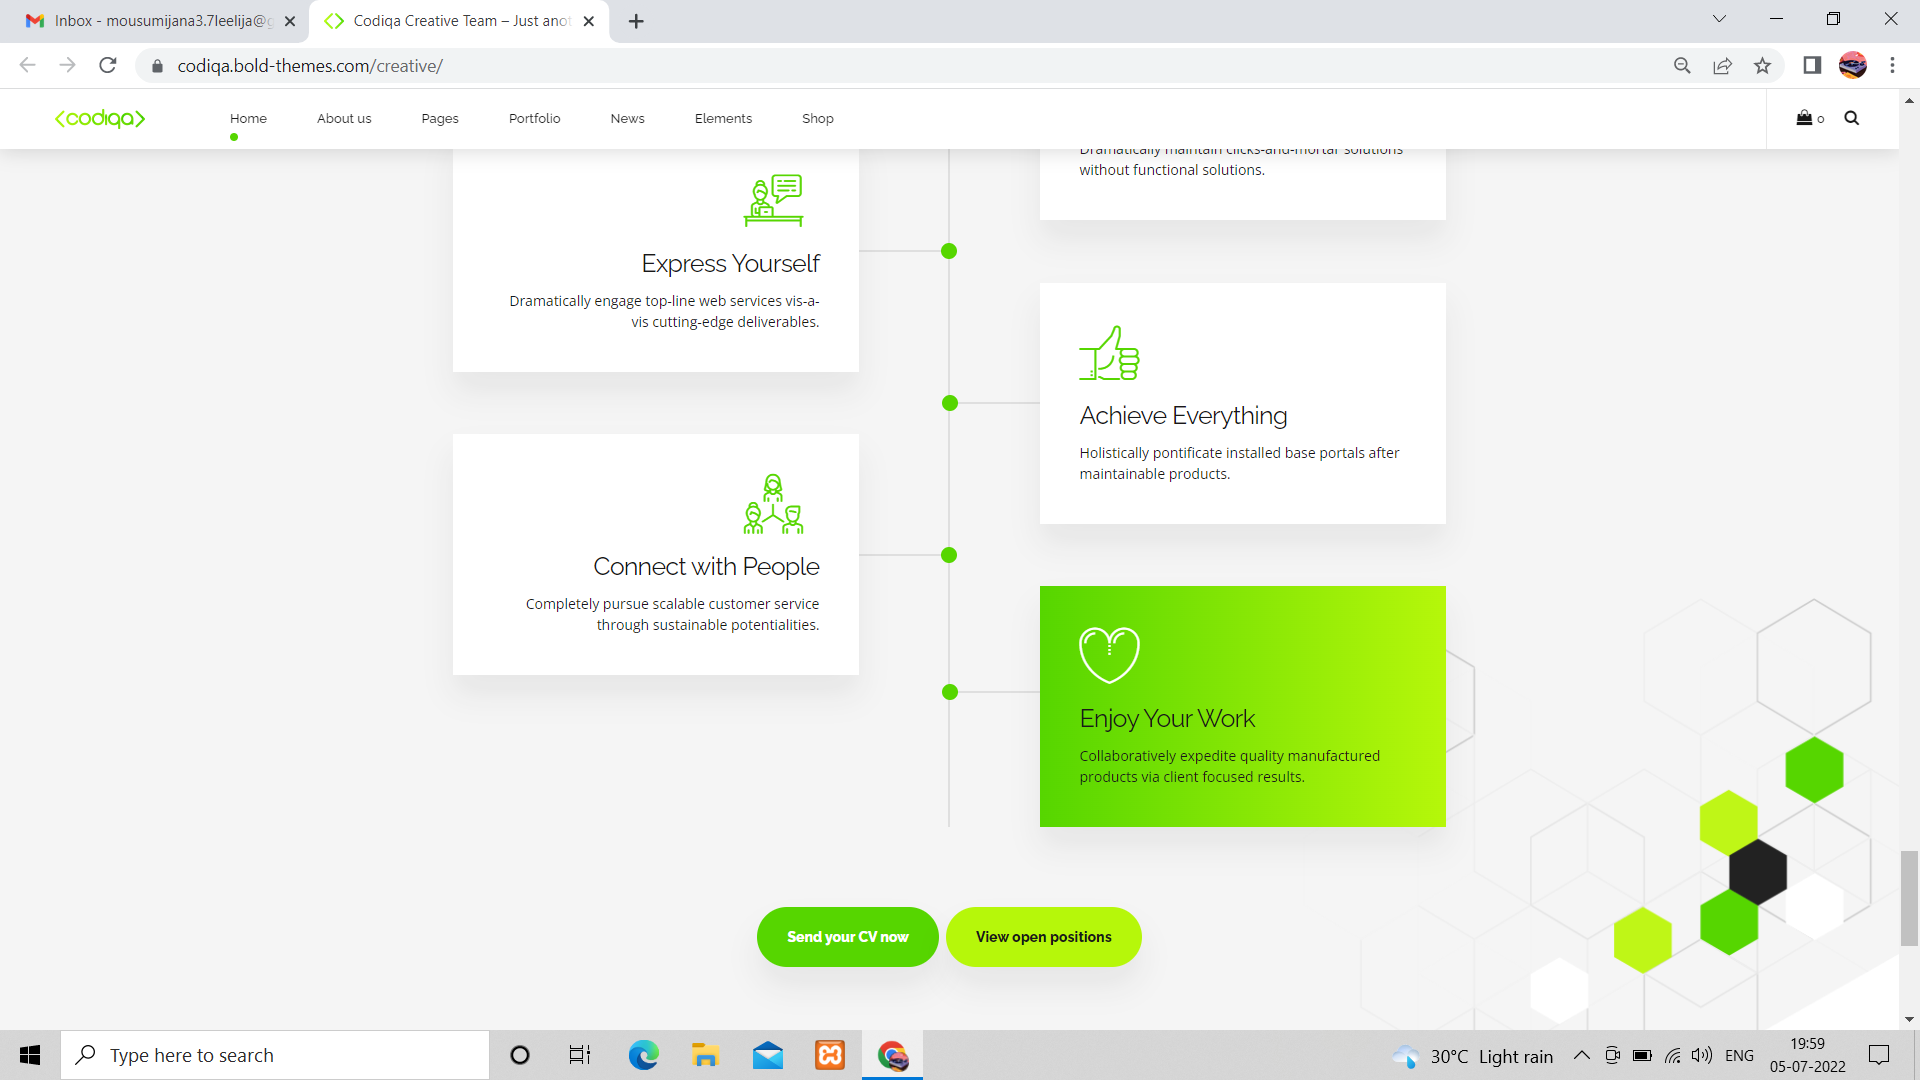 Inbox - mousumijana3.7leelija@g
Codiqa Creative Team – Just anot
codiqa.bold-themes.com/creative/
<codiqa>
Home
About us
Pages
Portfolio
News
Elements
Shop
0
Dramatically maintain clicks-and-mortar solutions
without functional solutions.
Express Yourself
Dramatically engage top-line web services vis-a-
vis cutting-edge deliverables.
Achieve Everything
Holistically pontificate installed base portals after
maintainable products.
Connect with People
Completely pursue scalable customer service
through sustainable potentialities.
Enjoy Your Work
Collaboratively expedite quality manufactured
products via client focused results.
Send your CV now
View open positions
Type here to search
30°C Light rain
ENG
19:59
05-07-2022